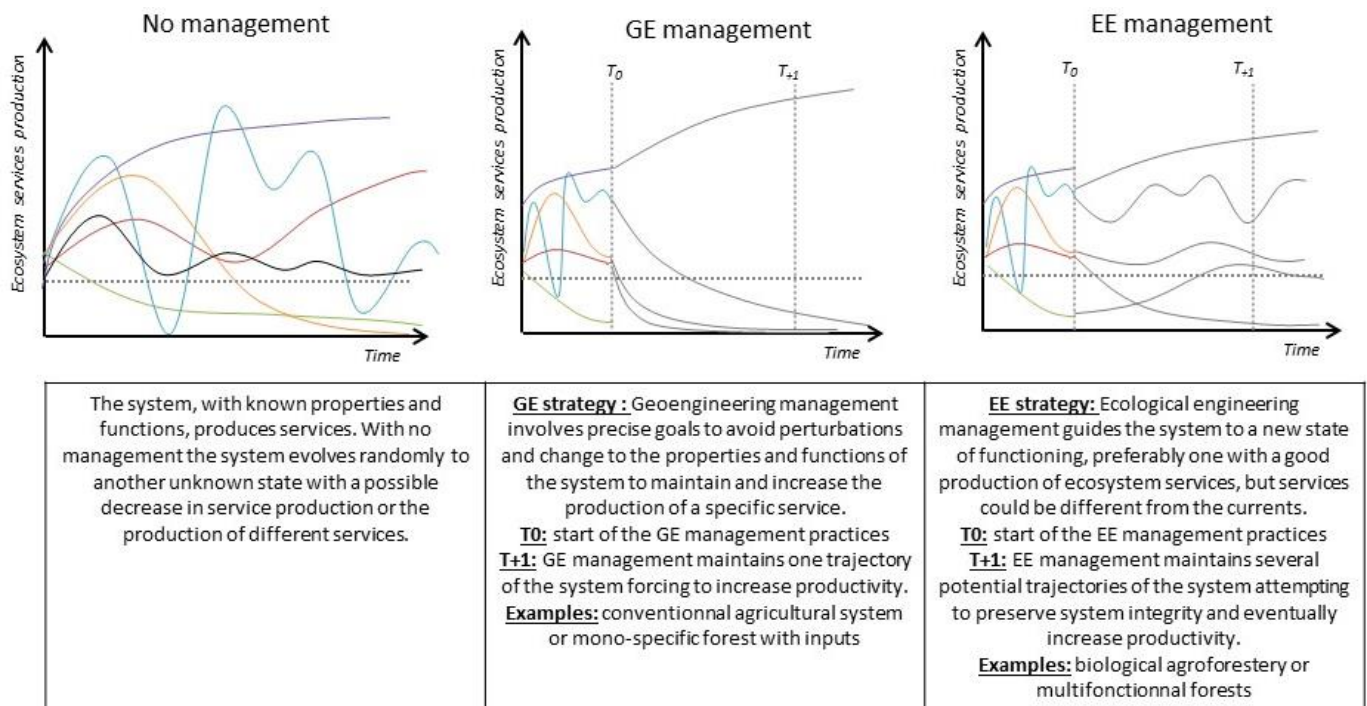 No management
Ecosystem services production
Time
GE management
Ecosystem services production
T0
T+1
Time
EE management
Ecosystem services production
T0
T+1
Time
The system, with known properties and
functions, produces services. With no
management the system evolves randomly to
another unknown state with a possible
decrease in service production or the
production of different services.
GE strategy : Geoengineering management
involves precise goals to avoid perturbations
and change to the properties and functions of
the system to maintain and increase the
production of a specific service.
T0: start of the GE management practices
T+1: GE management maintains one trajectory
of the system forcing to increase productivity.
Examples: conventionnal agricultural system
or mono-specific forest with inputs
EE strategy: Ecological engineering
management guides the system to a new state
of functioning, preferably one with a good
production of ecosystem services, but services
could be different from the currents.
T0: start of the EE management practices
T+1: EE management maintains several
potential trajectories of the system attempting
to preserve system integrity and eventually
increase productivity.
Examples: biological agroforestery or
multifonctionnal forests